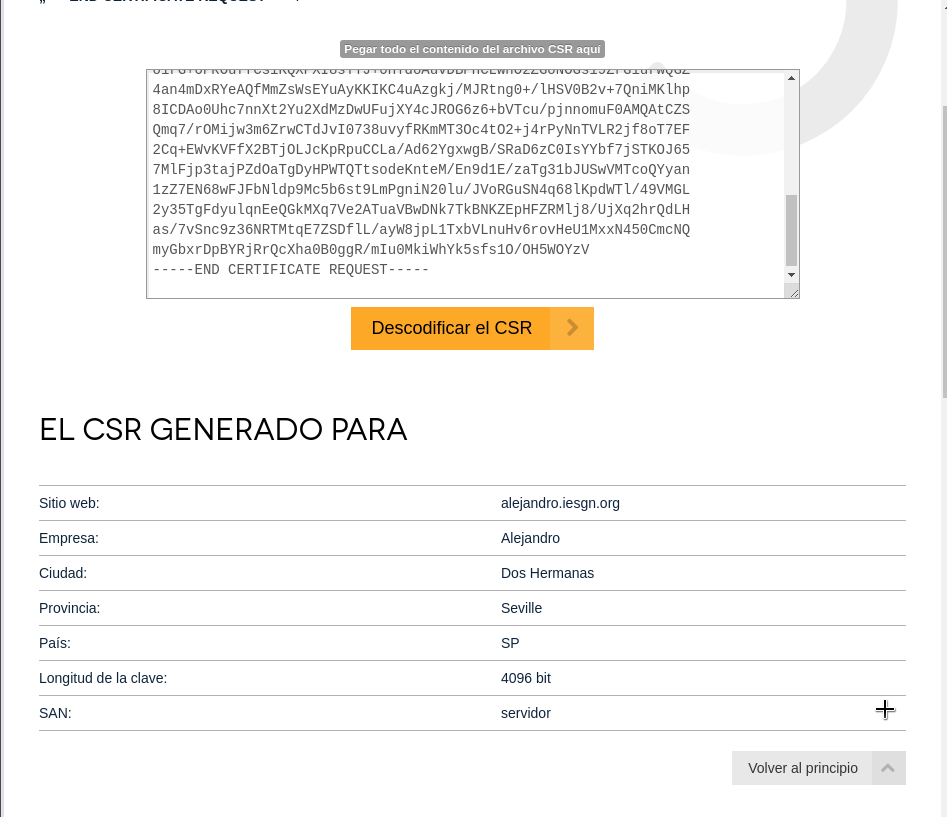 Pegar todo el contenido del archivo CSR aquí
4an4mDxRYeAQfMmZsWsEYuAyKKIKC4uAzgkj/MJRtng0+/lHSV0B2v+7QniMKlhp
8ICDAo0Uhc7nnXt2Yu2XdMzDwUFujXY4cJROG6z6+bVTcu/pjnnomuF0AMQAtCZS
Qmq7/rOMijw3m6ZrwCTdJvI0738uvyfRKmMT3Oc4tO2+j4rPyNnTVLR2jf8oT7EF
2Cq+EWvKVFfX2BTjOLJcKpRpuCCLa/Ad62YgxwgB/SRaD6zC0IsYYbf7jSTKOJ65
7MlFjp3tajPZdOaTgDyHPWTQTtsodeKnteM/En9d1E/zaTg31bJUSwVMTcoQYyan
1zZ7EN68wFJFbNldp9Mc5b6st9LmPgniN20lu/JVoRGuSN4q68lKpdWTl/49VMGL
2y35TgFdyulqnEeQGkMXq7Ve2ATuaVBwDNk7TkBNKZEpHFZRMlj8/UjXq2hrQdLH
as/7vSnc9z36NRTMtqE7ZSDflL/ayW8jpL1TxbVLnuHv6rovHeU1MxxN450CmcNQ
myGbxrDpBYRjRrQcXha0B0ggR/mIu0MkiWhYk5sfs1O/OH5WOYzV
-----END CERTIFICATE REQUEST-----
Descodificar el CSR
EL CSR GENERADO PARA
Sitio web: alejandro.iesgn.org
Empresa: Alejandro
Ciudad: Dos Hermanas
Provincia: Seville
País: SP
Longitud de la clave: 4096 bit
SAN: servidor
Volver al principio